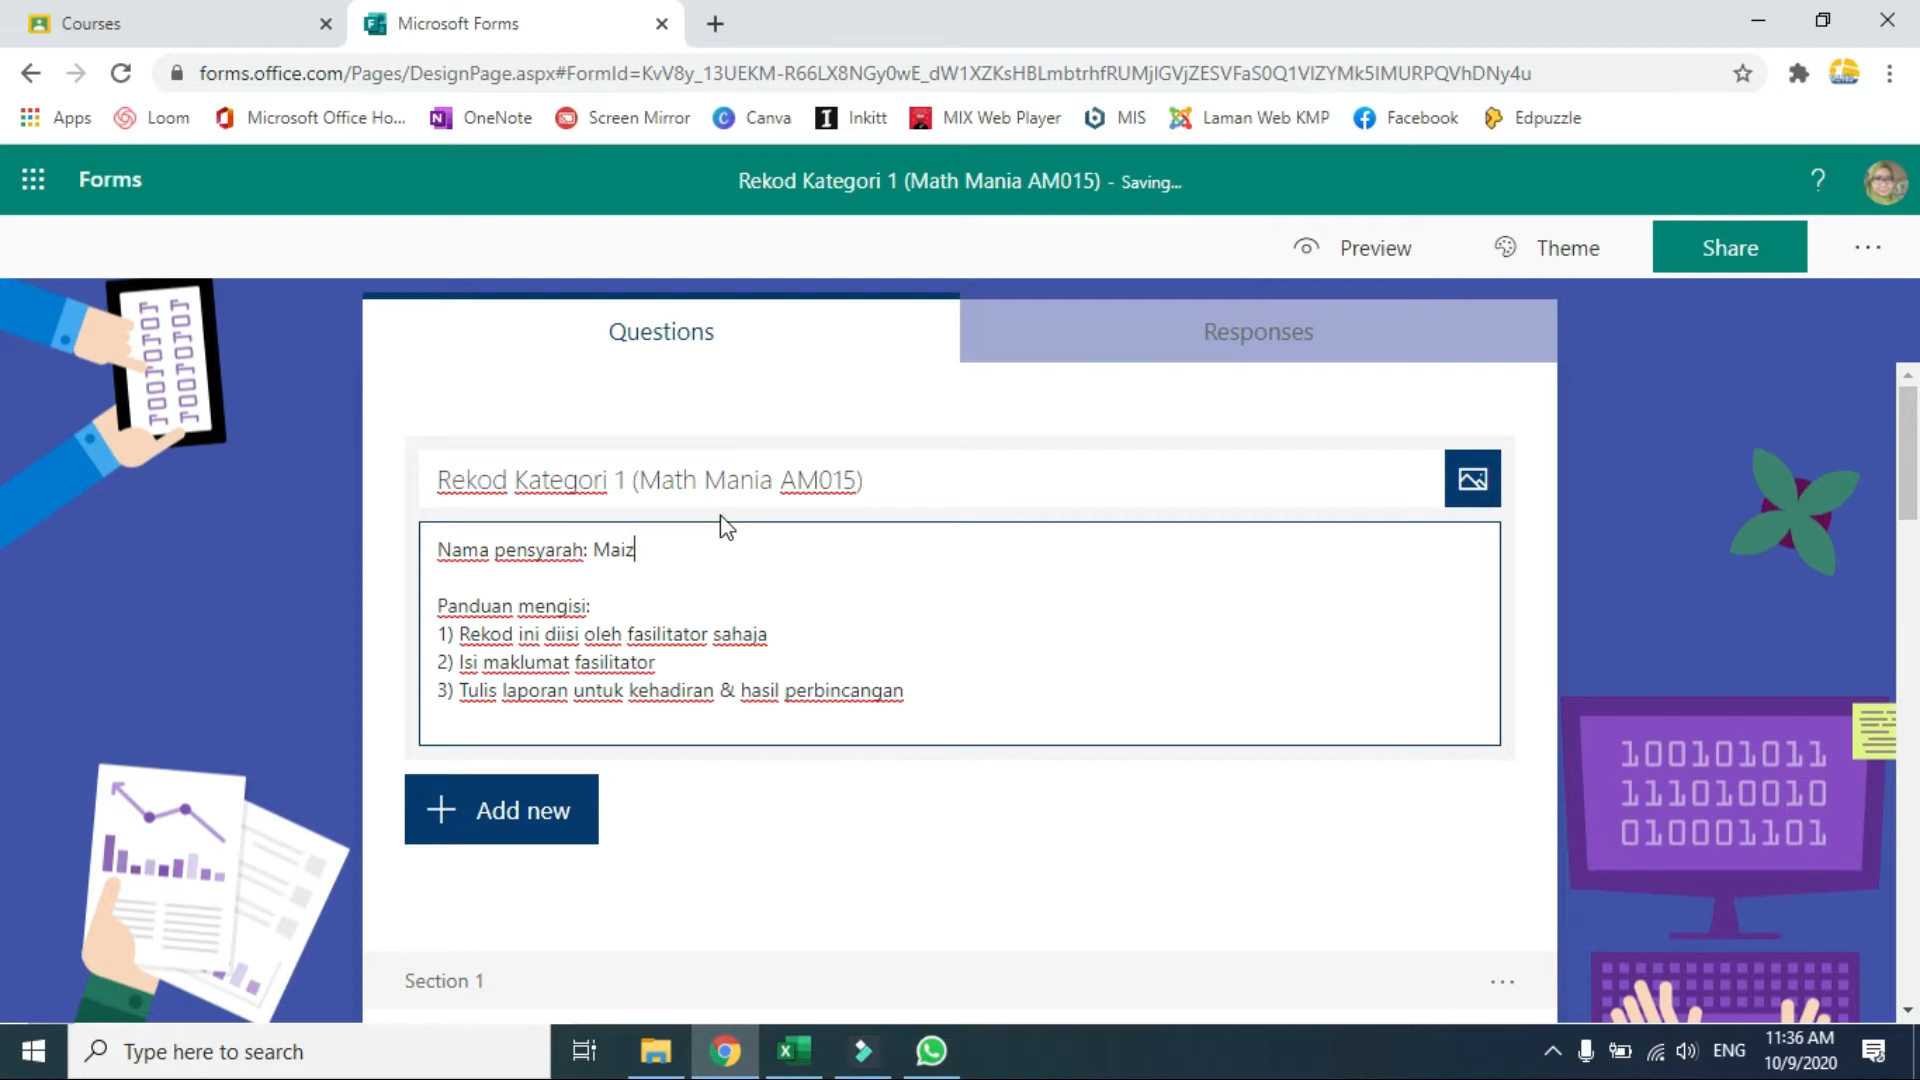 Courses
Microsoft Forms
forms.office.com/Pages/DesignPage.aspx#FormId=KvV8y_13UEKM-R66LX8NGy0wE_dW1XZKsHBLmbtrhfRUMjlGVjZESVFaS0Q1VlZYMk5IMURPQVhDNy4u
Apps
Loom
Microsoft Office Ho...
OneNote
Screen Mirror
Canva
Inkitt
MIX Web Player
MIS
Laman Web KMP
Facebook
Edpuzzle
Forms
Rekod Kategori 1 (Math Mania AM015) - Saving...
?
Preview
Theme
Share
Questions
Responses
Rekod Kategori 1 (Math Mania AM015)
Nama pensyarah: Maiz
Panduan mengisi:
1) Rekod ini diisi oleh fasilitator sahaja
2) Isi maklumat fasilitator
3) Tulis laporan untuk kehadiran & hasil perbincangan
Add new
100101011
111010010
010001101
Section 1
Type here to search
ENG
11:36 AM
10/9/2020